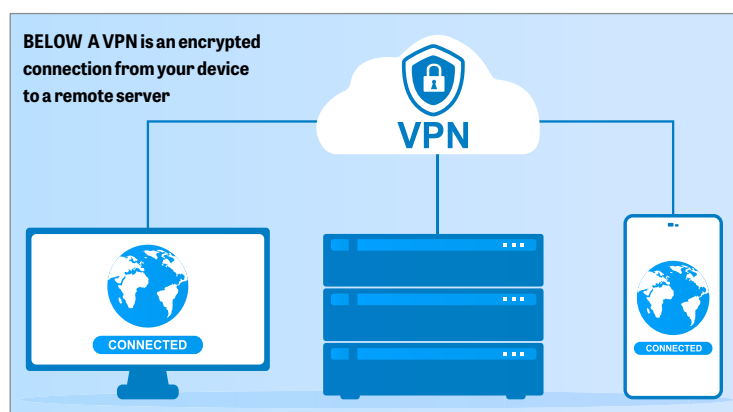 BELOW A VPN is an encrypted
connection from your device
to a remote server
VPN
CONNECTED
CONNECTED